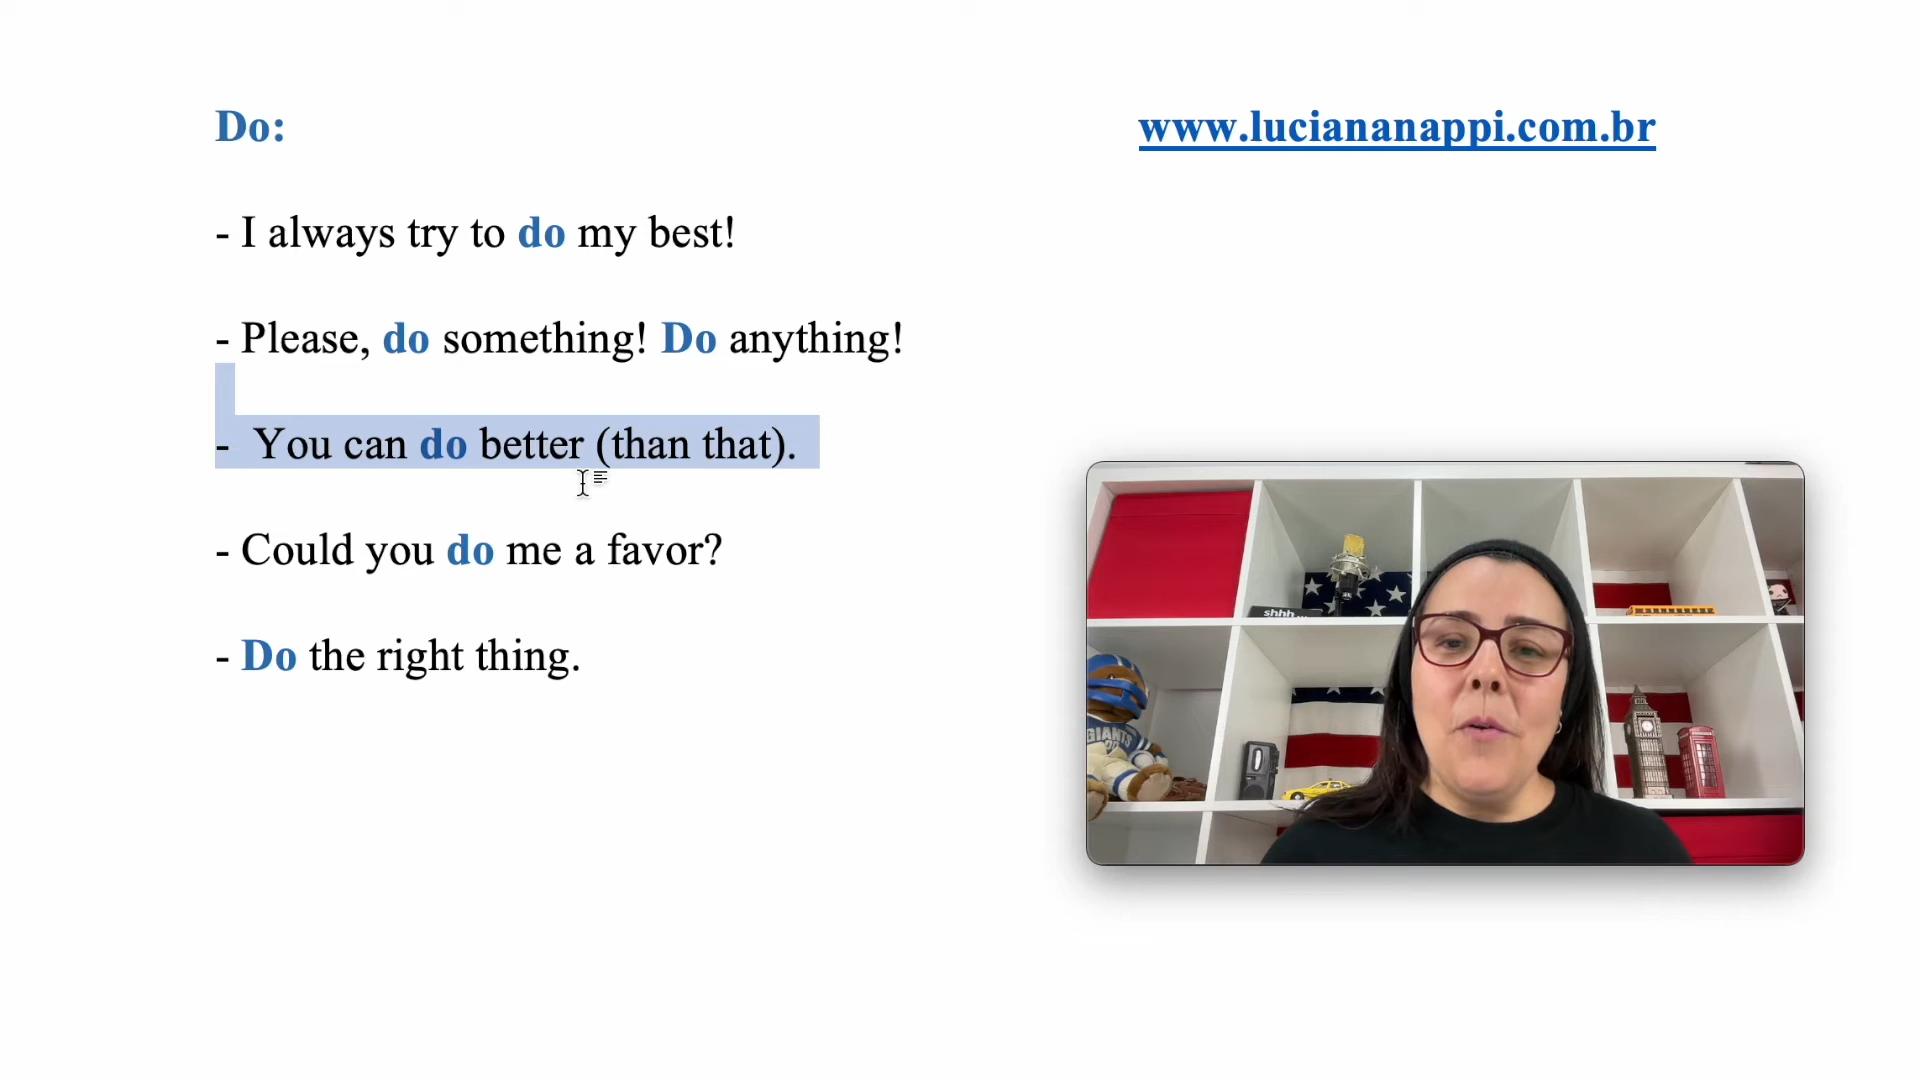 Do:
www.luciananappi.com.br
- I always try to do my best!
- Please, do something! Do anything!
- You can do better (than that).
- Could you do me a favor?
- Do the right thing.
shhh
GIANTS